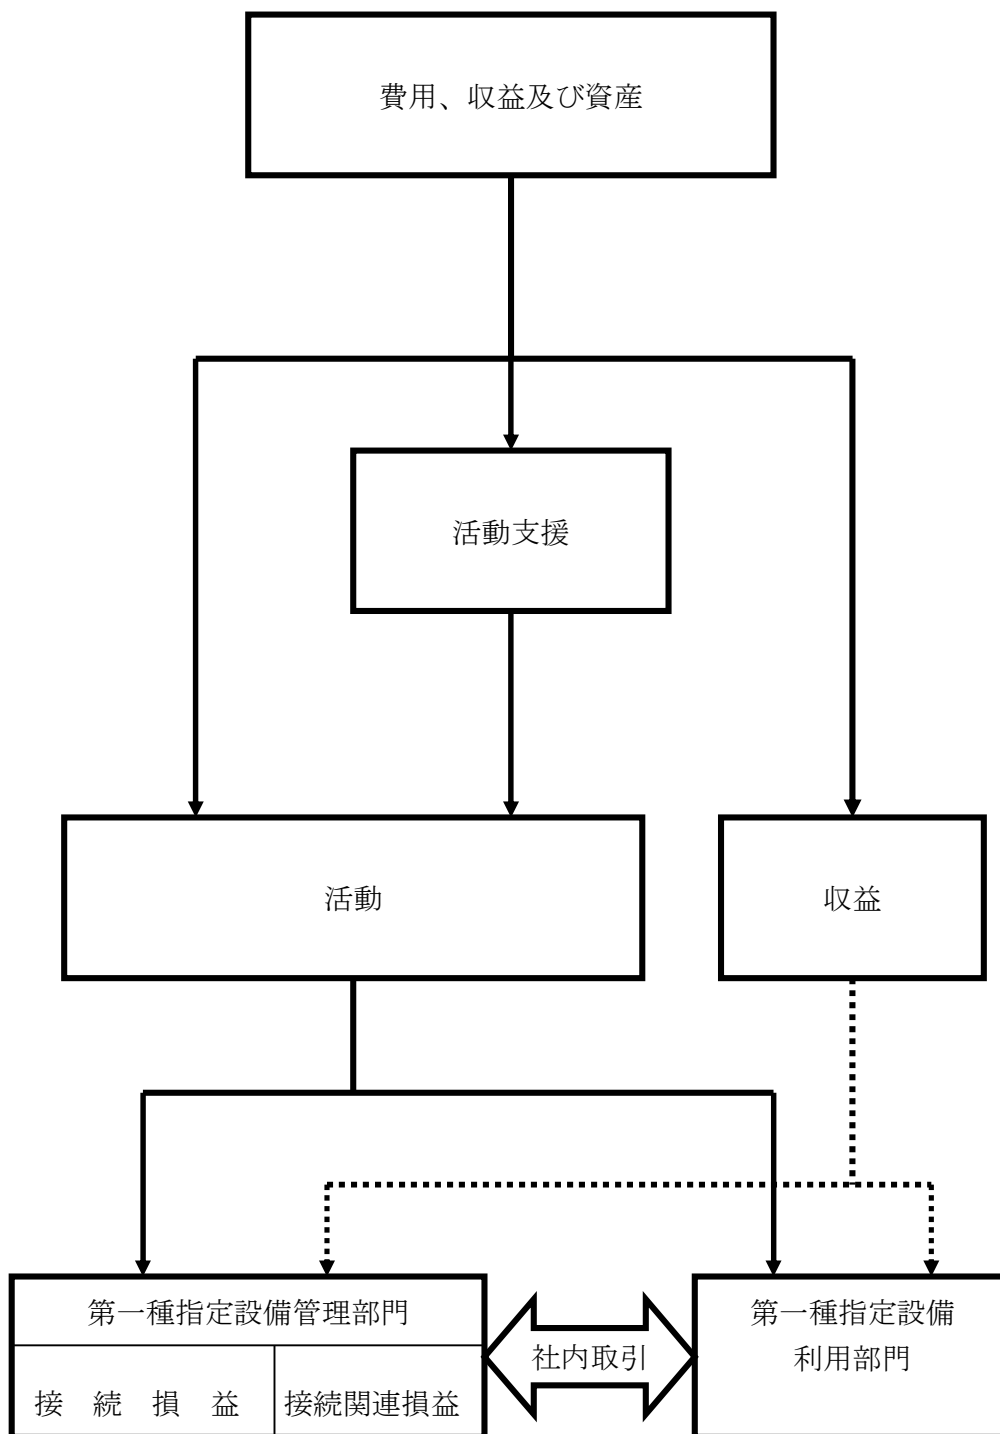 費用、収益及び資産
活動支援
活動
収益
第一種指定設備管理部門
接 続 損 益
接続関連損益
社内取引
第一種指定設備
利用部門